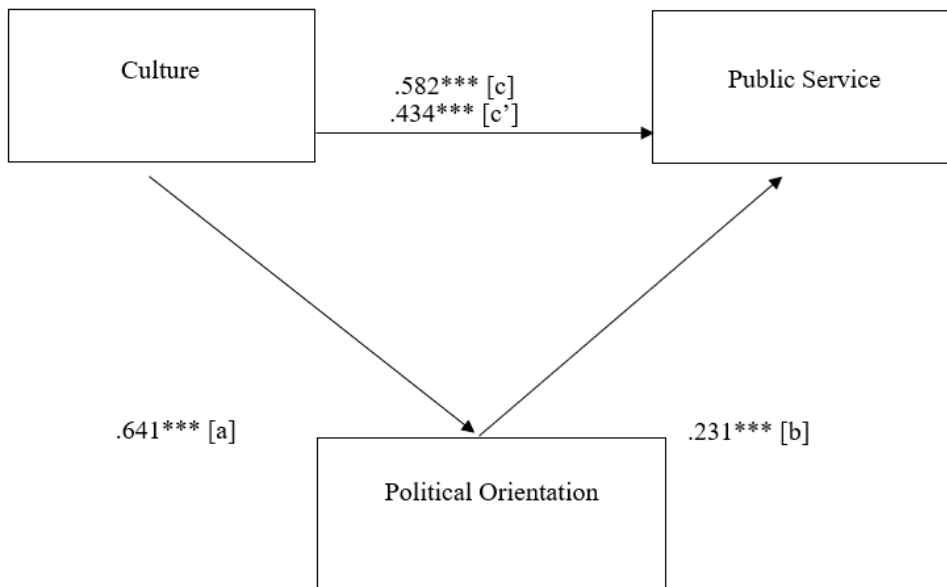 Culture
Public Service
.582*** [c]
.434*** [c’]
.641*** [a]
.231*** [b]
Political Orientation